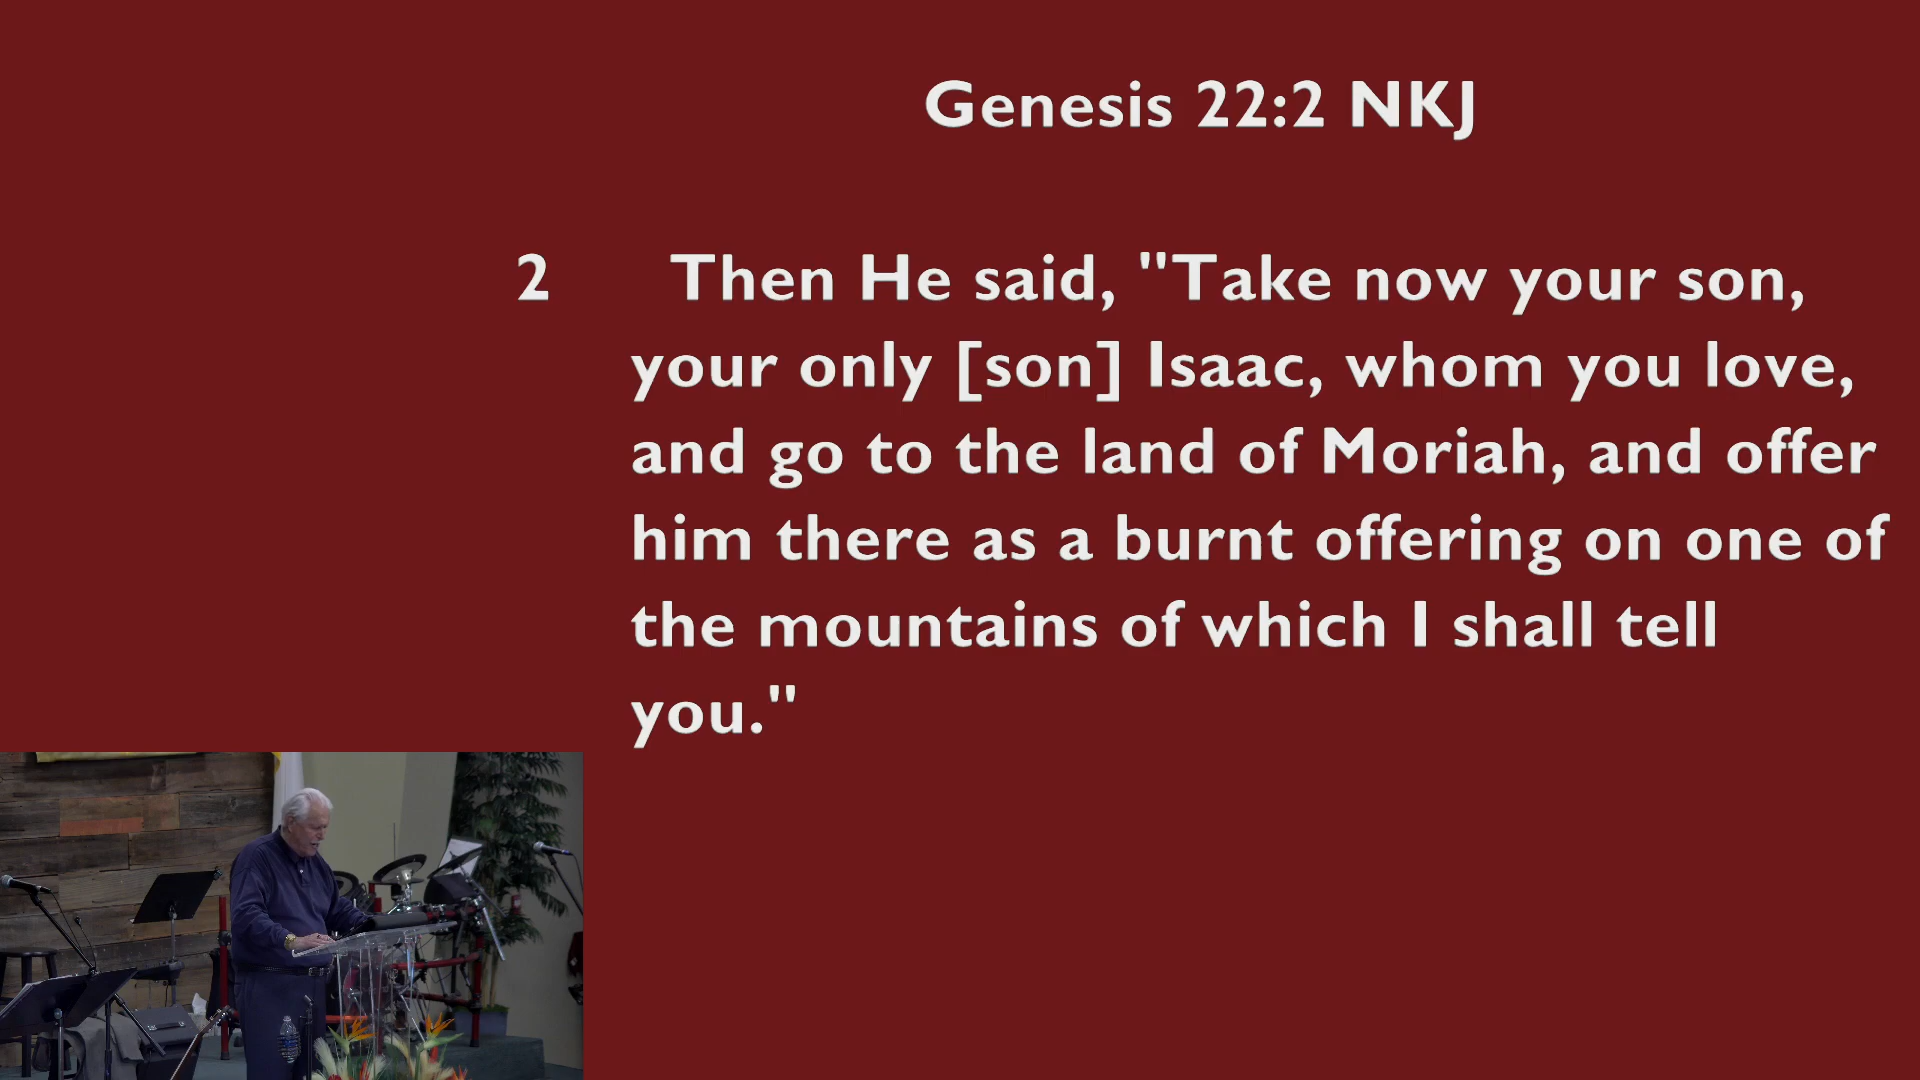 Genesis 22:2 NKJ
2 Then He said, "Take now your son,
your only [son] Isaac, whom you love,
and go to the land of Moriah, and offer
him there as a burnt offering on one of
the mountains of which I shall tell
you."